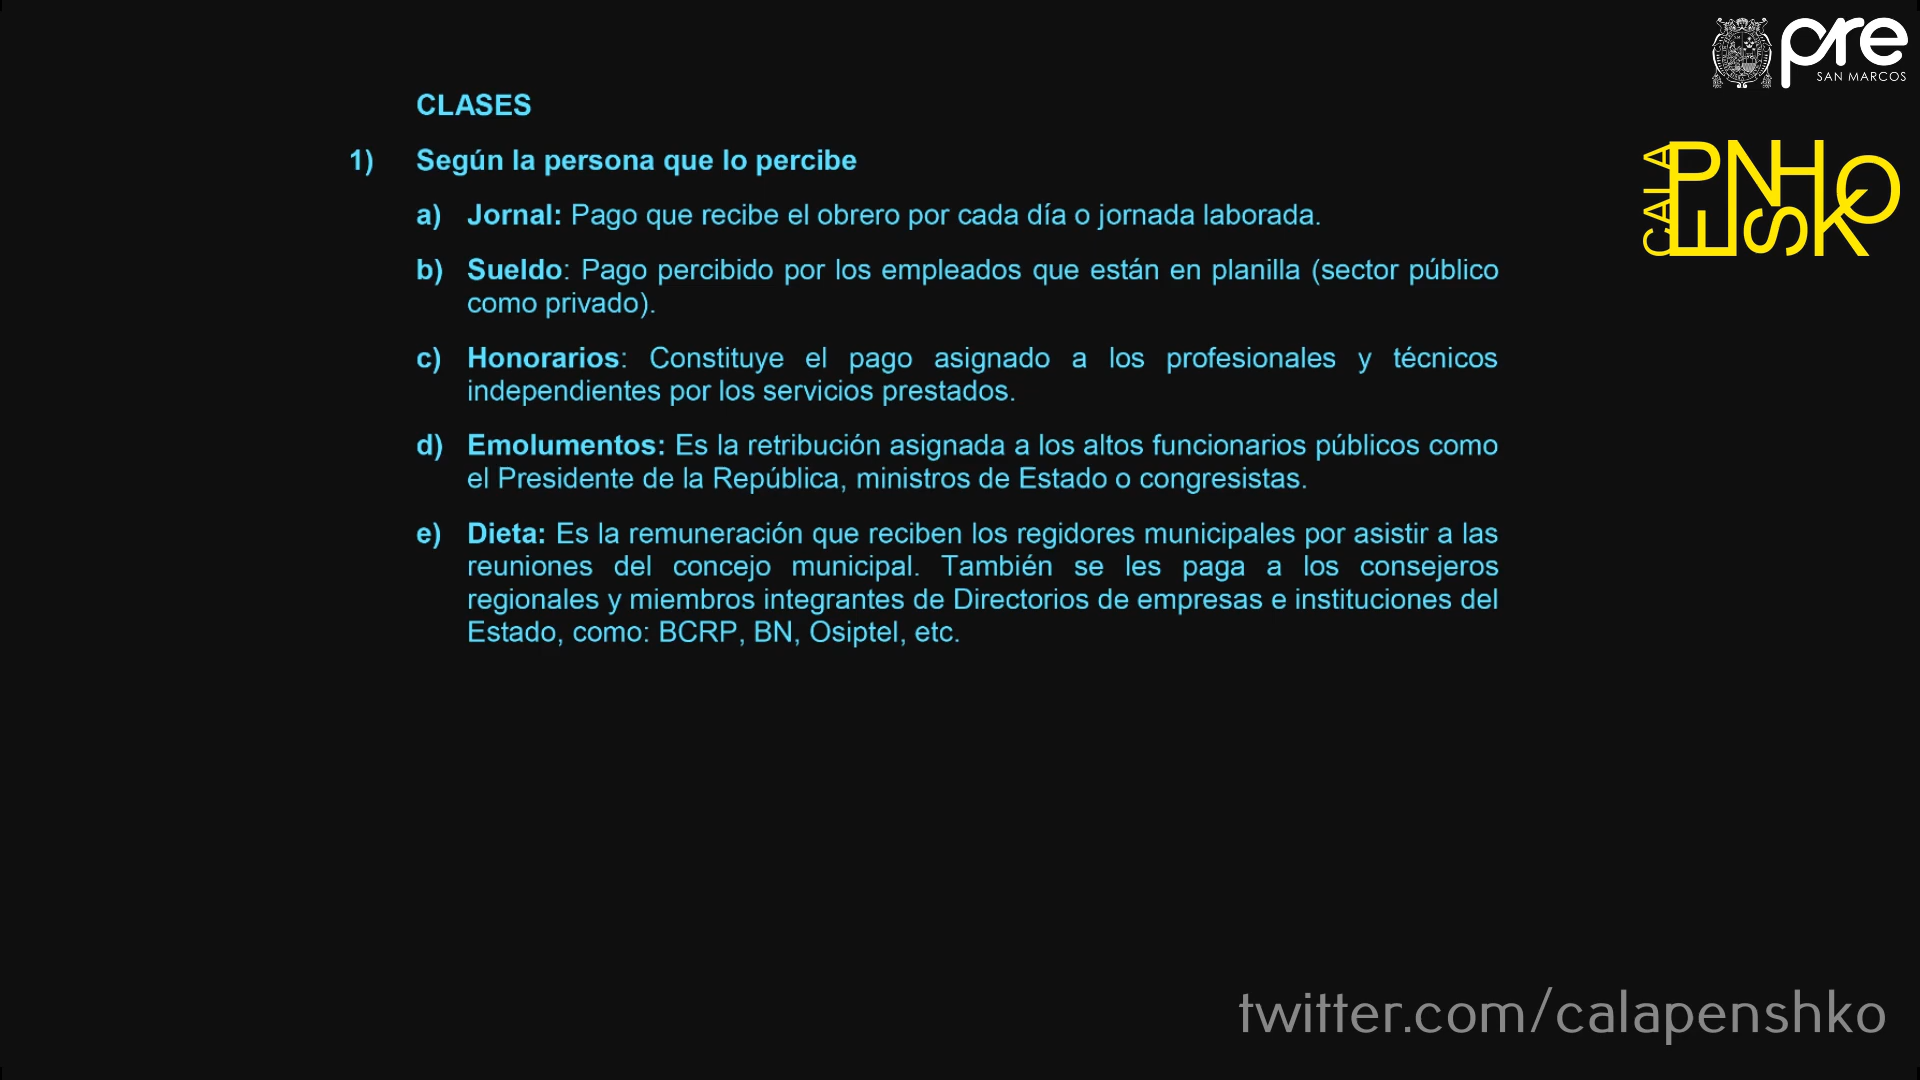 pre
SAN MARCOS
CALAPENSHKO
CLASES
1) Según la persona que lo percibe
a) Jornal: Pago que recibe el obrero por cada día o jornada laborada.
b) Sueldo: Pago percibido por los empleados que están en planilla (sector público
como privado).
c) Honorarios: Constituye el pago asignado a los profesionales y técnicos
independientes por los servicios prestados.
d) Emolumentos: Es la retribución asignada a los altos funcionarios públicos como
el Presidente de la República, ministros de Estado o congresistas.
e) Dieta: Es la remuneración que reciben los regidores municipales por asistir a las
reuniones del concejo municipal. También se les paga a los consejeros
regionales y miembros integrantes de Directorios de empresas e instituciones del
Estado, como: BCRP, BN, Osiptel, etc.
twitter.com/calapenshko